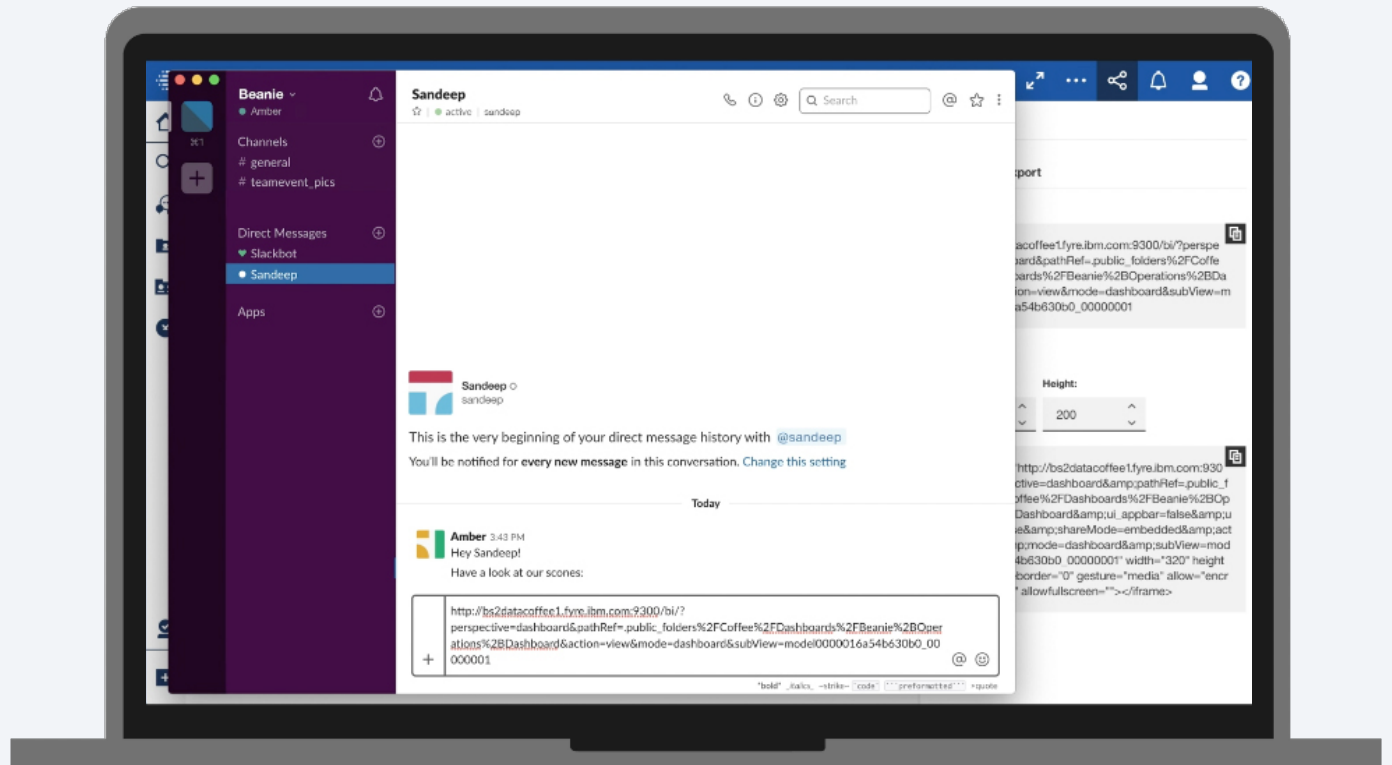 Beanie
Amber
⌘1
Channels
# general
# teamevent_pics
Direct Messages
Slackbot
Sandeep
Apps
Sandeep
active | sandeep
Search
Sandeep
sandeep
This is the very beginning of your direct message history with @sandeep
You'll be notified for every new message in this conversation. Change this setting
Today
Amber 3:43 PM
Hey Sandeep!
Have a look at our scones:
http://bs2datacoffee1.fyre.ibm.com:9300/bi/?
perspective=dashboard&pathRef=.public_folders%2FCoffee%2FDashboards%2FBeanie%2BOper
ations%2BDashboard&action=view&mode=dashboard&subView=model0000016a54b630b0_00
000001
*bold* _italics_ ~strike~ `code` ```preformatted``` >quote
port
acoffee1.fyre.ibm.com:9300/bi/?perspe
ard&pathRef=.public_folders%2FCoffe
oards%2FBeanie%2BOperations%2BDa
ion=view&mode=dashboard&subView=m
a54b630b0_00000001
Height:
200
http://bs2datacoffee1.fyre.ibm.com:930
ctive=dashboard&amp;pathRef=.public_f
offee%2FDashboards%2FBeanie%2BOp
Dashboard&amp;ui_appbar=false&amp;u
e&amp;shareMode=embedded&amp;act
p;mode=dashboard&amp;subView=mod
4b630b0_00000001" width="320" height
border="0" gesture="media" allow="encr
" allowfullscreen=""></iframe>